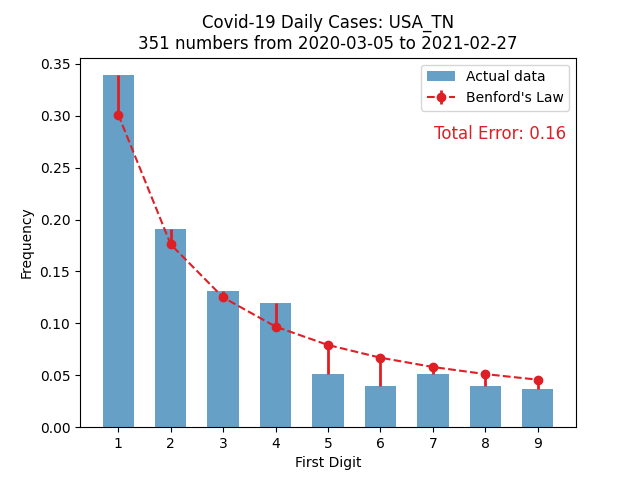 Covid-19 Daily Cases: USA_TN
351 numbers from 2020-03-05 to 2021-02-27
Actual data
Benford's Law
Total Error: 0.16
Frequency
0.35
0.30
0.25
0.20
0.15
0.10
0.05
0.00
1 2 3 4 5 6 7 8 9
First Digit